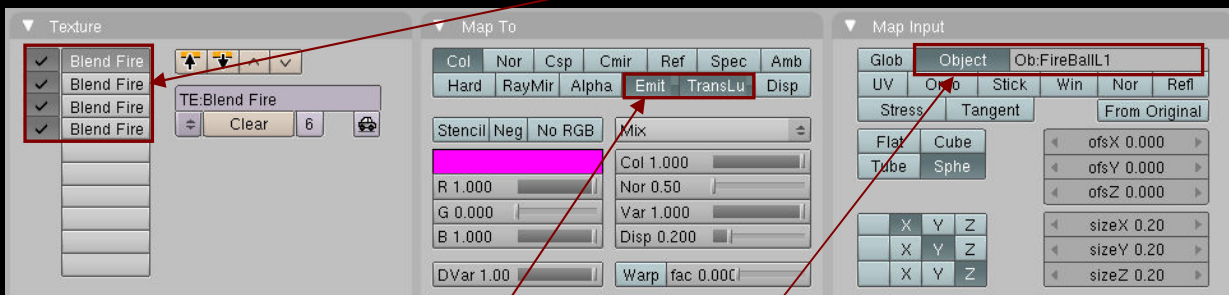 Texture
Blend Fire
Blend Fire
Blend Fire
Blend Fire
TE:Blend Fire
Clear 6
Map To
Col Nor Csp Cmir Ref Spec Amb
Hard RayMir Alpha Emit TransLu Disp
Stencil Neg No RGB Mix
Col 1.000
R 1.000 Nor 0.50
G 0.000 Var 1.000
B 1.000 Disp 0.200
DVar 1.00 Warp fac 0.000
Map Input
Glob Object Ob:FireBallL1
UV Orco Stick Win Nor Refl
Stress Tangent From Original
Flat Cube ofsX 0.000
Tube Sphe ofsY 0.000
ofsZ 0.000
X Y Z sizeX 0.20
X Y Z sizeY 0.20
X Y Z sizeZ 0.20